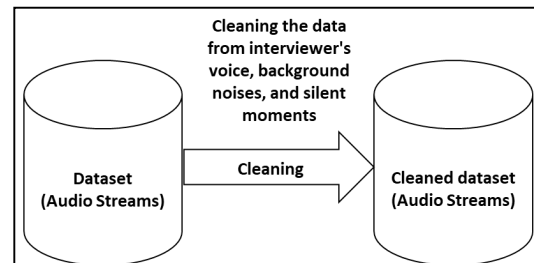 Cleaning the data
from interviewer's
voice, background
noises, and silent
moments
Dataset
(Audio Streams)
Cleaning
Cleaned dataset
(Audio Streams)